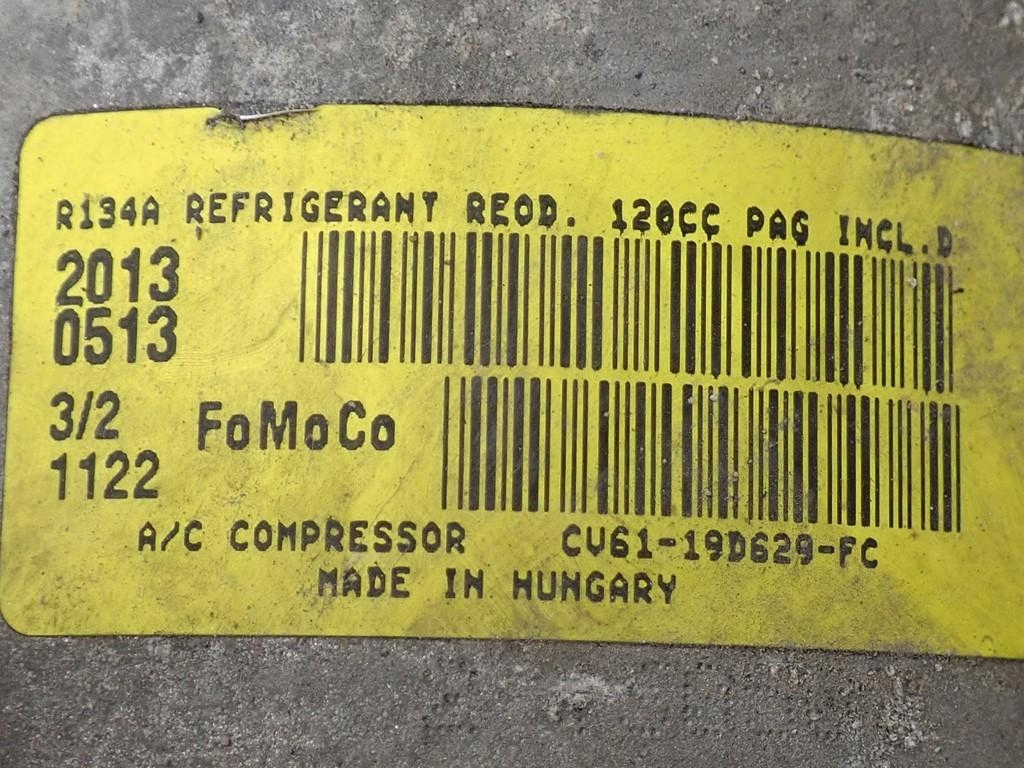 R134A REFRIGERANT REQD. 120CC PAG INCL.D
2013
0513
3/2
1122
FoMoCo
A/C COMPRESSOR CV61-19D629-FC
MADE IN HUNGARY